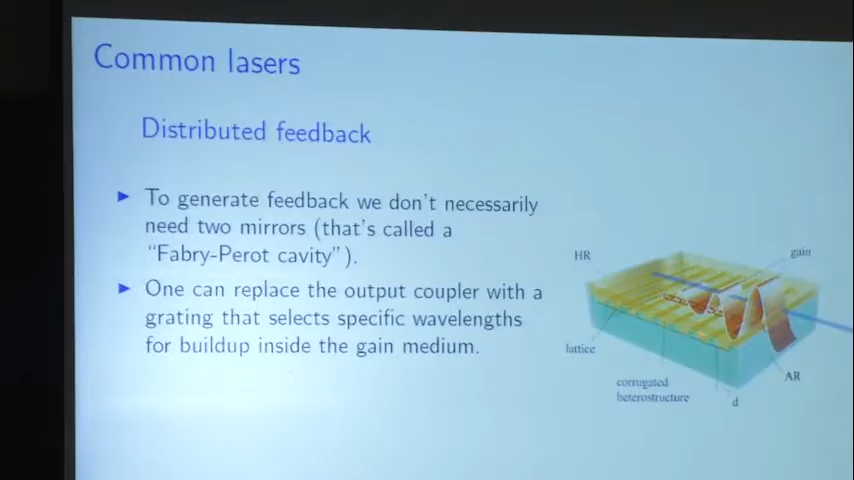 Common lasers
Distributed feedback
To generate feedback we don't necessarily
need two mirrors (that's called a
“Fabry-Perot cavity”).
One can replace the output coupler with a
grating that selects specific wavelengths
for buildup inside the gain medium.
HR
gain
lattice
AR
corrugated
heterostructure
d